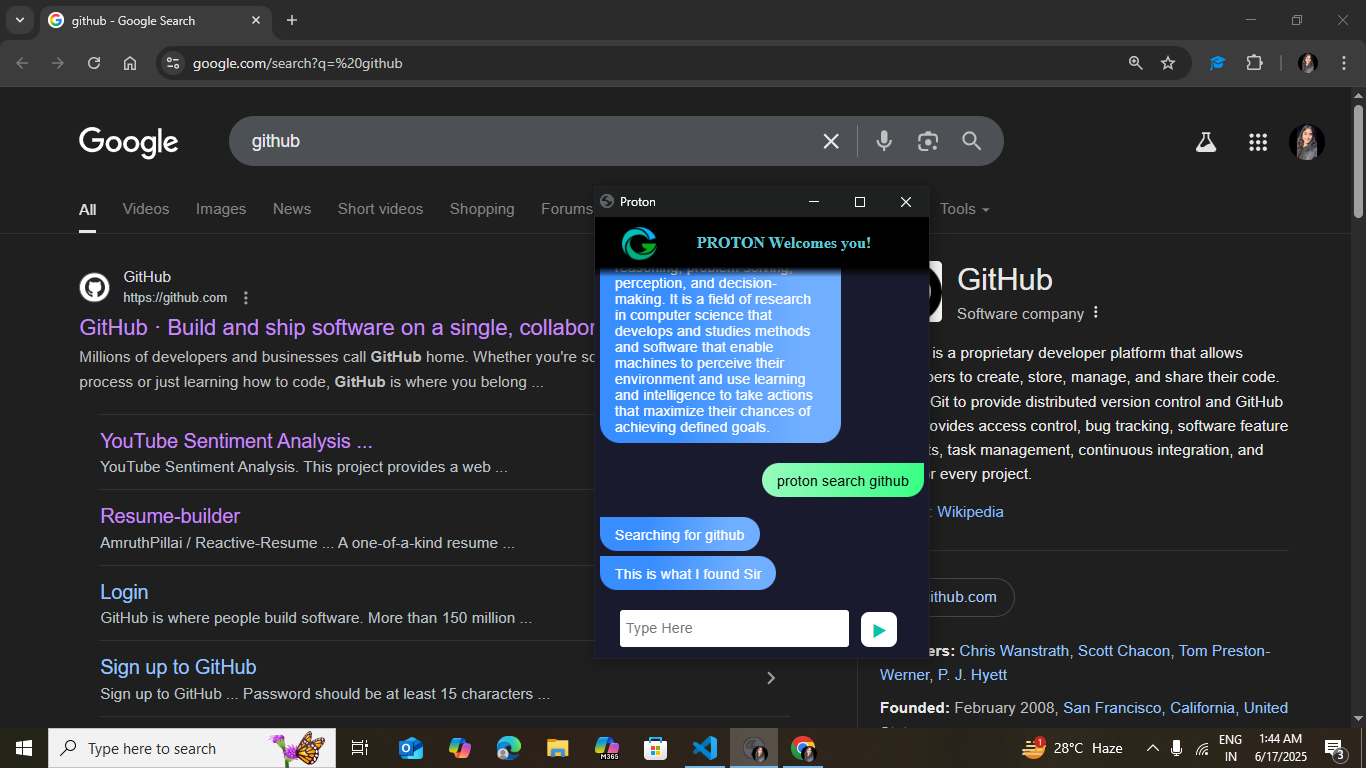 github - Google Search
google.com/search?q=%20github
Google
github
All
Videos
Images
News
Short videos
Shopping
Forums
Tools
GitHub
https://github.com
GitHub · Build and ship software on a single, collabor
Millions of developers and businesses call GitHub home. Whether you're sc
process or just learning how to code, GitHub is where you belong ...
YouTube Sentiment Analysis ...
YouTube Sentiment Analysis. This project provides a web ...
Resume-builder
AmruthPillai / Reactive-Resume ... A one-of-a-kind resume ...
Login
GitHub is where people build software. More than 150 million ...
Sign up to GitHub
Sign up to GitHub ... Password should be at least 15 characters ...
Proton
PROTON Welcomes you!
reasoning, problem-solving,
perception, and decision-
making. It is a field of research
in computer science that
develops and studies methods
and software that enable
machines to perceive their
environment and use learning
and intelligence to take actions
that maximize their chances of
achieving defined goals.
proton search github
Searching for github
This is what I found Sir
Type Here
GitHub
Software company
is a proprietary developer platform that allows
pers to create, store, manage, and share their code.
Git to provide distributed version control and GitHub
ovides access control, bug tracking, software feature
ts, task management, continuous integration, and
r every project.
: Wikipedia
ithub.com
ers: Chris Wanstrath, Scott Chacon, Tom Preston-
Werner, P. J. Hyett
Founded: February 2008, San Francisco, California, United
Type here to search
M365
1
28°C Haze
ENG
IN
1:44 AM
6/17/2025
3